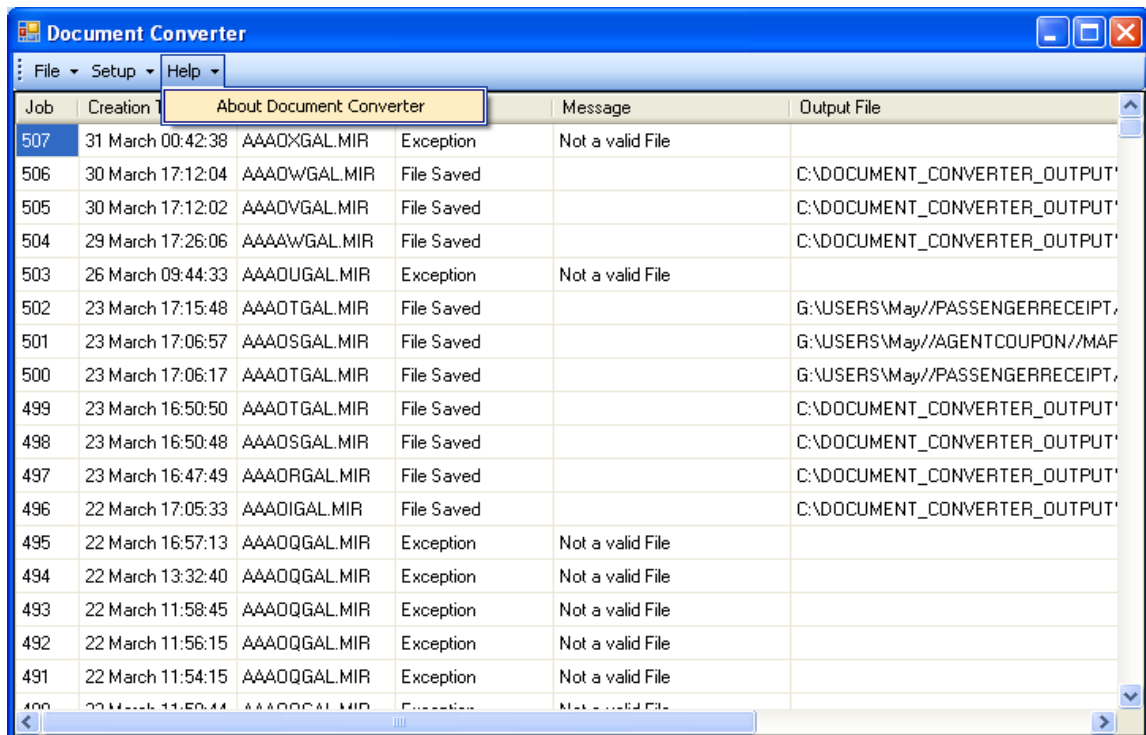 Document Converter
File Setup Help
About Document Converter
Job Creation Message Output File
507 31 March 00:42:38 AAAOXGAL.MIR Exception Not a valid File
506 30 March 17:12:04 AAAOWGAL.MIR File Saved C:\DOCUMENT_CONVERTER_OUTPUT
505 30 March 17:12:02 AAAOVGAL.MIR File Saved C:\DOCUMENT_CONVERTER_OUTPUT
504 29 March 17:26:06 AAAAWGAL.MIR File Saved C:\DOCUMENT_CONVERTER_OUTPUT
503 26 March 09:44:33 AAAOUGAL.MIR Exception Not a valid File
502 23 March 17:15:48 AAAOTGAL.MIR File Saved G:\USERS\May//PASSENGERRECEIPT
501 23 March 17:06:57 AAAOSGAL.MIR File Saved G:\USERS\May//AGENTCOUPON//MAF
500 23 March 17:06:17 AAAOTGAL.MIR File Saved G:\USERS\May//PASSENGERRECEIPT
499 23 March 16:50:50 AAAOTGAL.MIR File Saved C:\DOCUMENT_CONVERTER_OUTPUT
498 23 March 16:50:48 AAAOSGAL.MIR File Saved C:\DOCUMENT_CONVERTER_OUTPUT
497 23 March 16:47:49 AAAORGAL.MIR File Saved C:\DOCUMENT_CONVERTER_OUTPUT
496 22 March 17:05:33 AAAOIGAL.MIR File Saved C:\DOCUMENT_CONVERTER_OUTPUT
495 22 March 16:57:13 AAAOQGAL.MIR Exception Not a valid File
494 22 March 13:32:40 AAAOQGAL.MIR Exception Not a valid File
493 22 March 11:58:45 AAAOQGAL.MIR Exception Not a valid File
492 22 March 11:56:15 AAAOQGAL.MIR Exception Not a valid File
491 22 March 11:54:15 AAAOQGAL.MIR Exception Not a valid File